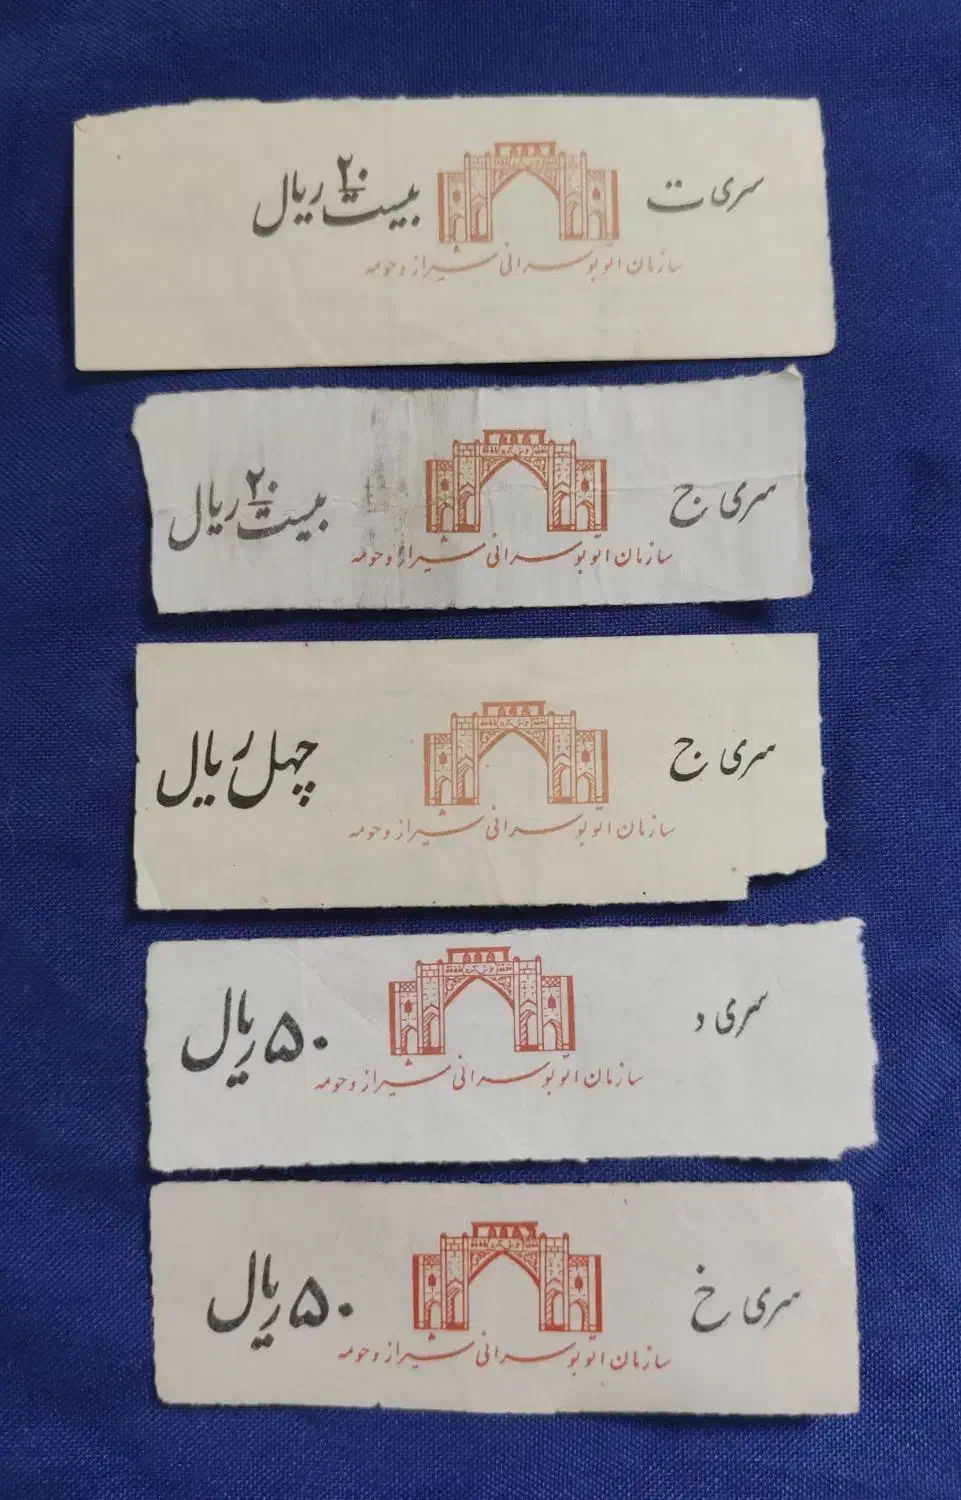 سری ت
۲۰
بیست ریال
سازمان اتوبوسرانی شیراز و حومه
سری ج
۲۰
بیست ریال
سازمان اتوبوسرانی شیراز و حومه
سری ج
چهل ریال
سازمان اتوبوسرانی شیراز و حومه
سری د
۵۰ ریال
سازمان اتوبوسرانی شیراز و حومه
سری خ
۵۰ ریال
سازمان اتوبوسرانی شیراز و حومه